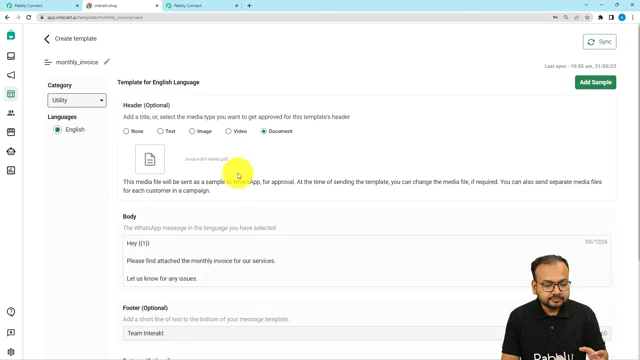 Pabbly Connect
interakt.shop
Pabbly Connect
app.interakt.ai/template/monthly_invoice/view
Create template
Sync
Last sync : 10:55 am, 31/05/23
monthly_invoice
Category
Utility
Languages
English
Template for English Language
Add Sample
Header (Optional)
Add a title, or, select the media type you want to get approved for this template's header
None
Text
Image
Video
Document
This media file will be sent as a sample to WhatsApp, for approval. At the time of sending the template, you can change the media file, if required. You can also send separate media files
for each customer in a campaign.
Body
The WhatsApp message in the language you have selected
Hey {{1}}
99/1024
Please find attached the monthly invoice for our services.
Let us know for any issues.
Footer (Optional)
Add a short line of text to the bottom of your message template.
Team Interakt
Pabbly